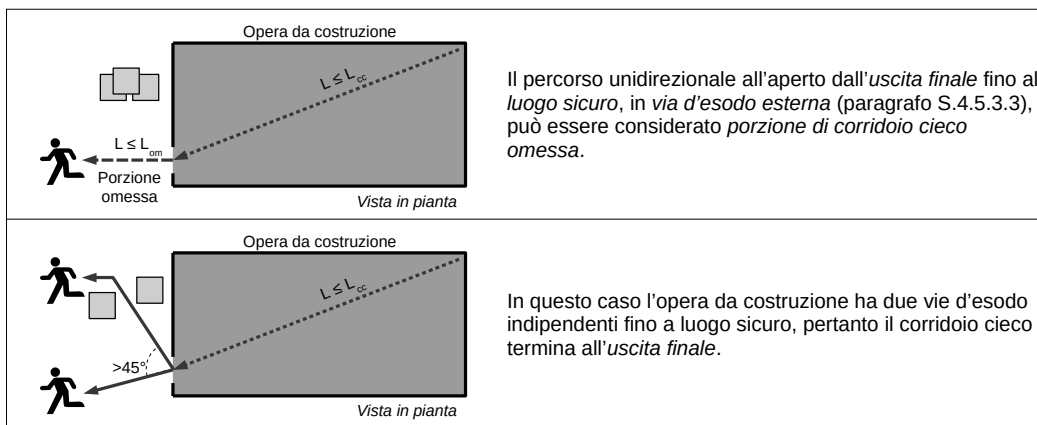 Opera da costruzione
L ≤ Lcc
L ≤ Lom
Porzione
omessa
Vista in pianta
Il percorso unidirezionale all'aperto dall'uscita finale fino al
luogo sicuro, in via d'esodo esterna (paragrafo S.4.5.3.3),
può essere considerato porzione di corridoio cieco
omessa.
Opera da costruzione
L ≤ Lcc
>45°
Vista in pianta
In questo caso l'opera da costruzione ha due vie d'esodo
indipendenti fino a luogo sicuro, pertanto il corridoio cieco
termina all'uscita finale.